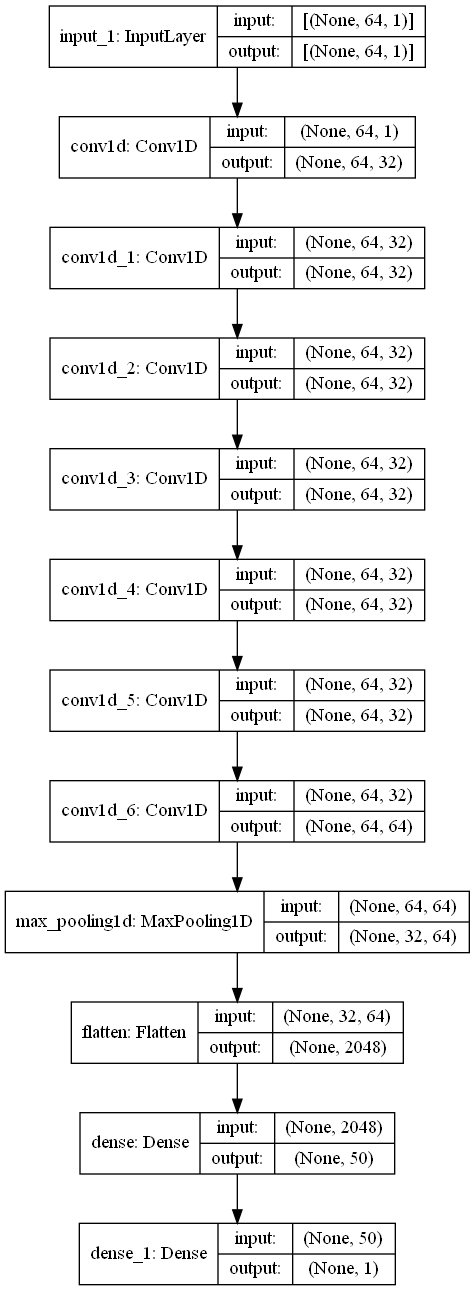 input_1: InputLayer
input: [(None, 64, 1)]
output: [(None, 64, 1)]
conv1d: Conv1D
input: (None, 64, 1)
output: (None, 64, 32)
conv1d_1: Conv1D
input: (None, 64, 32)
output: (None, 64, 32)
conv1d_2: Conv1D
input: (None, 64, 32)
output: (None, 64, 32)
conv1d_3: Conv1D
input: (None, 64, 32)
output: (None, 64, 32)
conv1d_4: Conv1D
input: (None, 64, 32)
output: (None, 64, 32)
conv1d_5: Conv1D
input: (None, 64, 32)
output: (None, 64, 32)
conv1d_6: Conv1D
input: (None, 64, 32)
output: (None, 64, 64)
max_pooling1d: MaxPooling1D
input: (None, 64, 64)
output: (None, 32, 64)
flatten: Flatten
input: (None, 32, 64)
output: (None, 2048)
dense: Dense
input: (None, 2048)
output: (None, 50)
dense_1: Dense
input: (None, 50)
output: (None, 1)